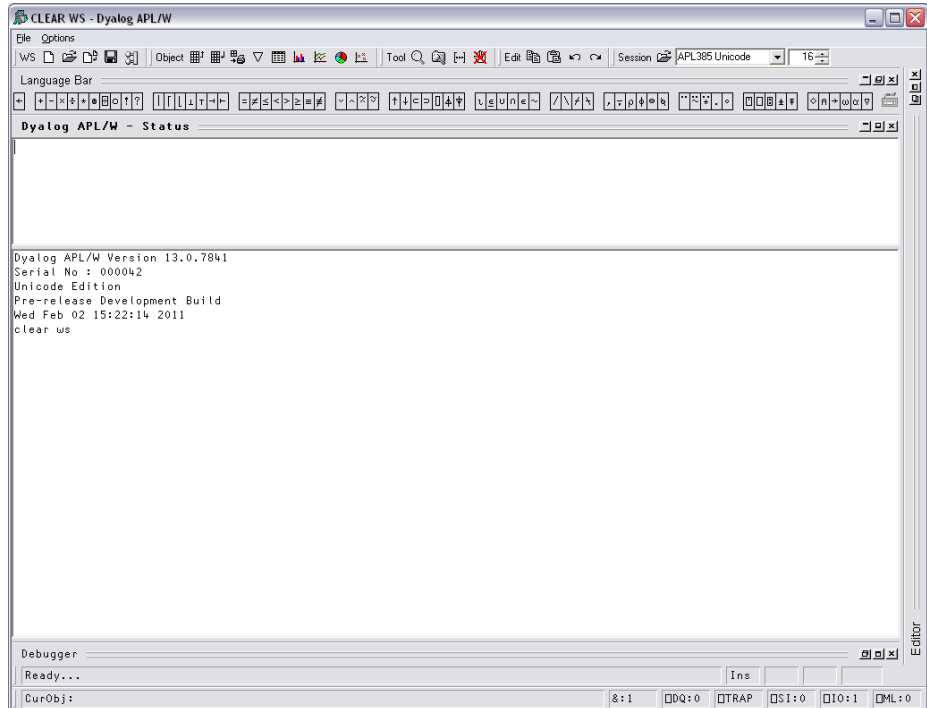 CLEAR WS - Dyalog APL/W
File Options
WS Object Tool Edit Session APL385 Unicode 16
Language Bar
← + - × ÷ * ⍟ ⌹ ○ ! ? | ⌈ ⌊ ⊥ ⊤ ⊣ ⊢ = ≠ ≤ < > ≥ ≡ ≢ ∨ ∧ ⍲ ⍱ ↑ ↓ ⊂ ⊃ ⌷ ⍋ ⍒ ⍳ ⍷ ∪ ∩ ∊ ~ / \ ⌿ ⍀ , ⍪ ⍴ ⌽ ⊖ ⍉ ¨ ⍨ ⍣ . ∘ ⍞ ⎕ ⍠ ⍎ ⍕ ⋄ ⍝ → ⍵ ⍺ ∇
Dyalog APL/W - Status
Dyalog APL/W Version 13.0.7841
Serial No : 000042
Unicode Edition
Pre-release Development Build
Wed Feb 02 15:22:14 2011
clear ws
Editor
Debugger
Ready...
Ins
CurObj:
&:1
⎕DQ:0
⎕TRAP
⎕SI:0
⎕IO:1
⎕ML:0